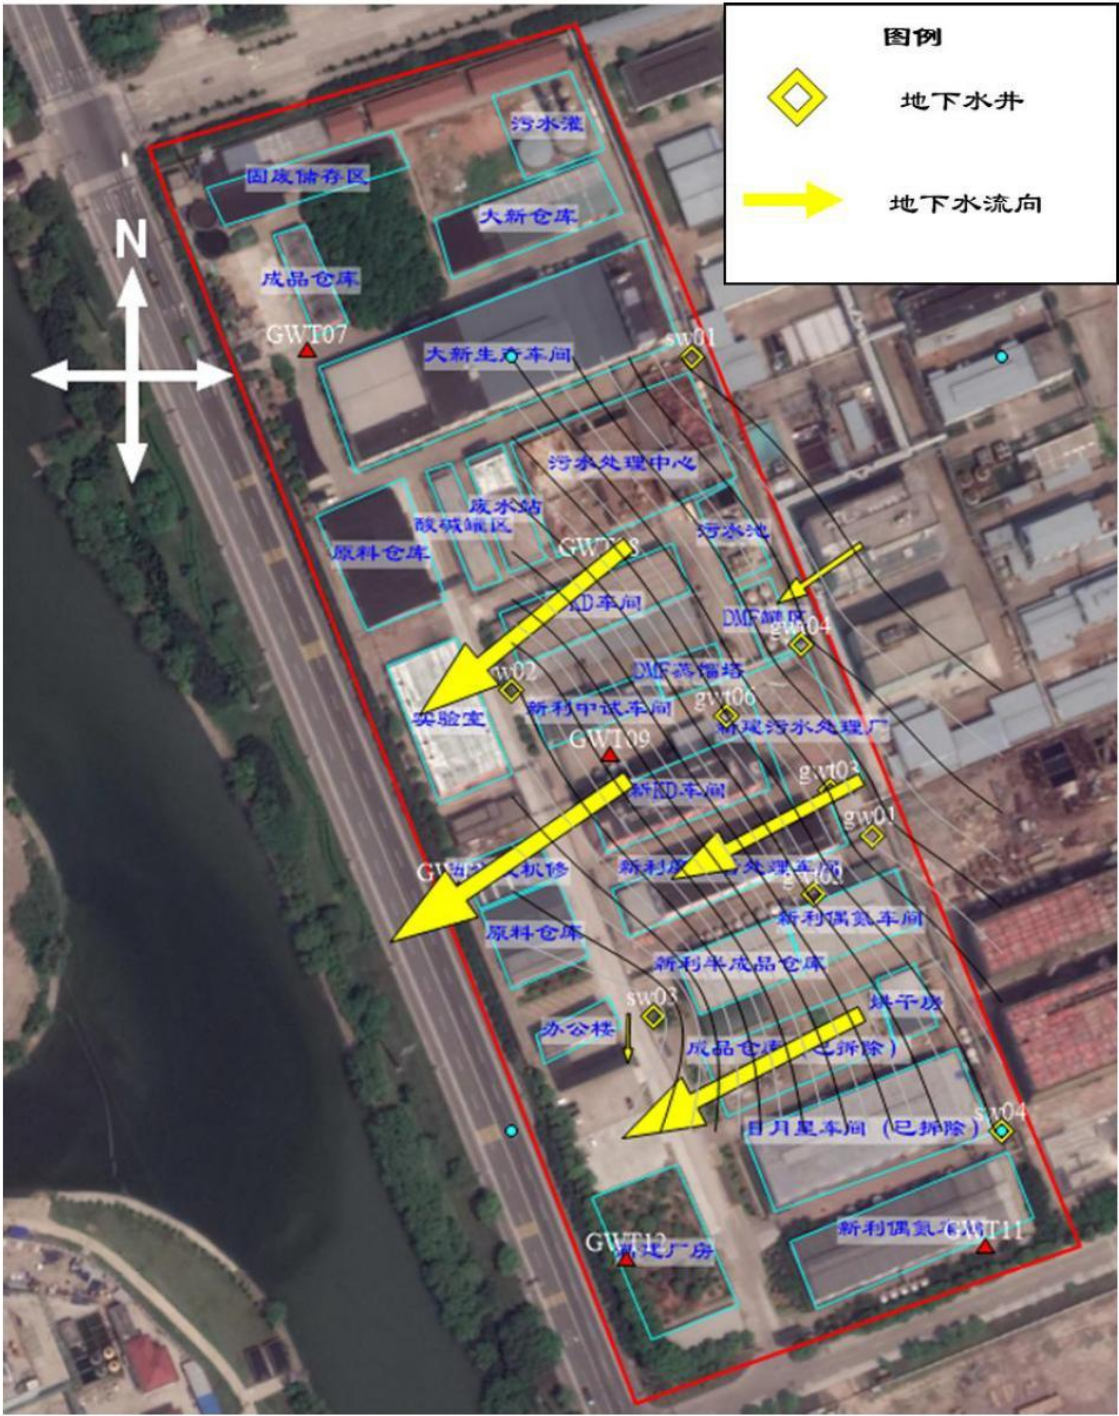 图例
地下水井
地下水流向
污水灌
固废储存区
大新仓库
N
成品仓库
GWT07
sw01
大新生产车间
污水处理中心
废水站
酸碱罐区
污水池
原料仓库
KD车间
DMF罐区
gw04
DMF蒸馏塔
新利中试车间
gwt06
实验室
新建污水处理厂
GWT09
gwt03
新KD车间
gw01
新利偶氮车间
原料仓库
新利半成品仓库
sw03
烘干房
办公楼
成品仓库（已拆除）
sw04
日月星车间（已拆除）
GWT11
GWT12